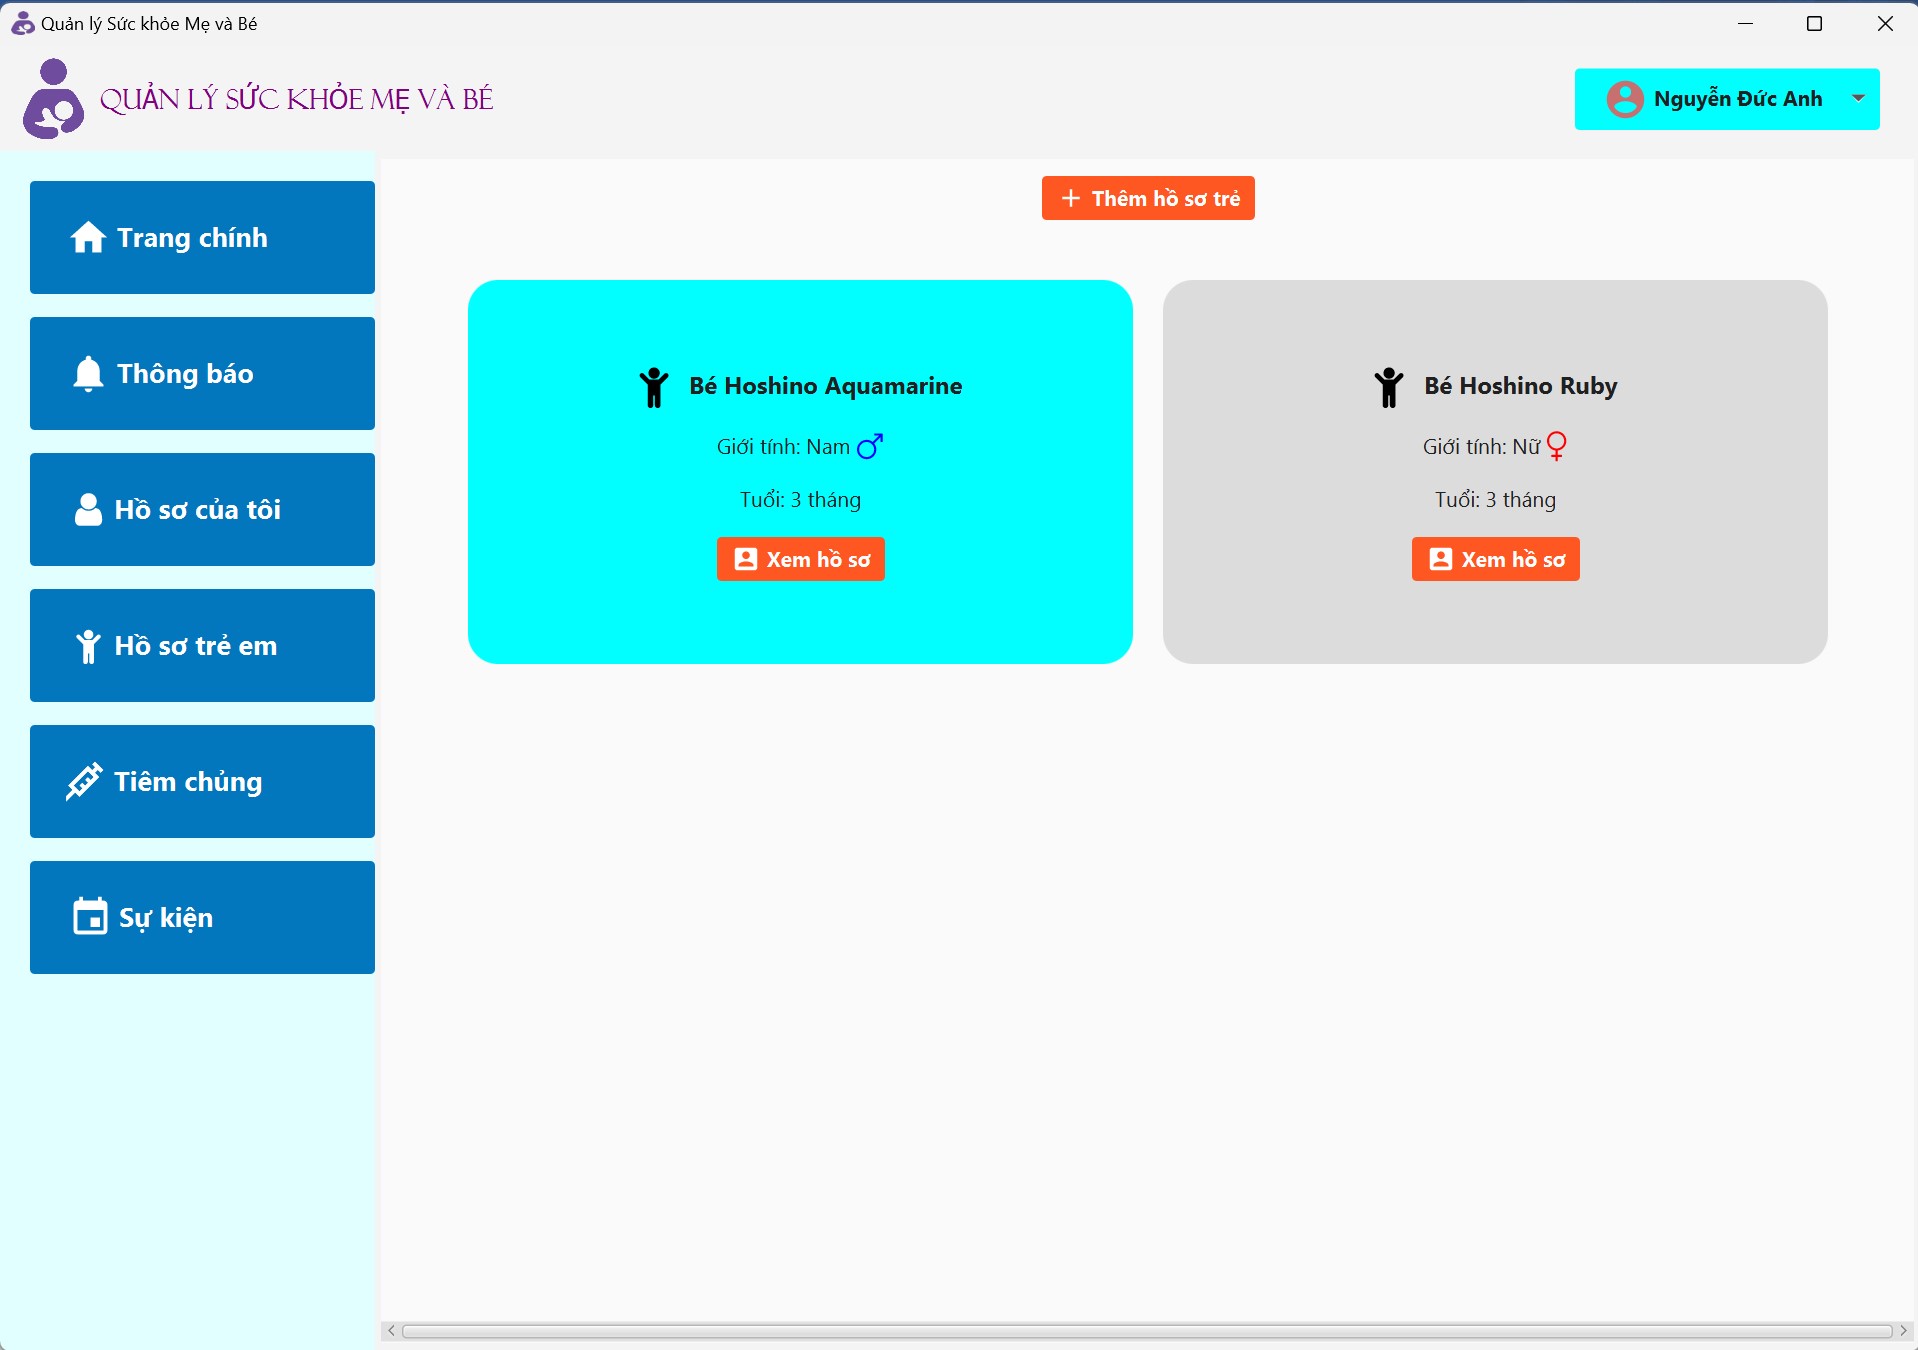 Quản lý Sức khỏe Mẹ và Bé
QUẢN LÝ SỨC KHỎE MẸ VÀ BÉ
Nguyễn Đức Anh
Trang chính
Thông báo
Hồ sơ của tôi
Hồ sơ trẻ em
Tiêm chủng
Sự kiện
Thêm hồ sơ trẻ
Bé Hoshino Aquamarine
Giới tính: Nam
Tuổi: 3 tháng
Xem hồ sơ
Bé Hoshino Ruby
Giới tính: Nữ
Tuổi: 3 tháng
Xem hồ sơ